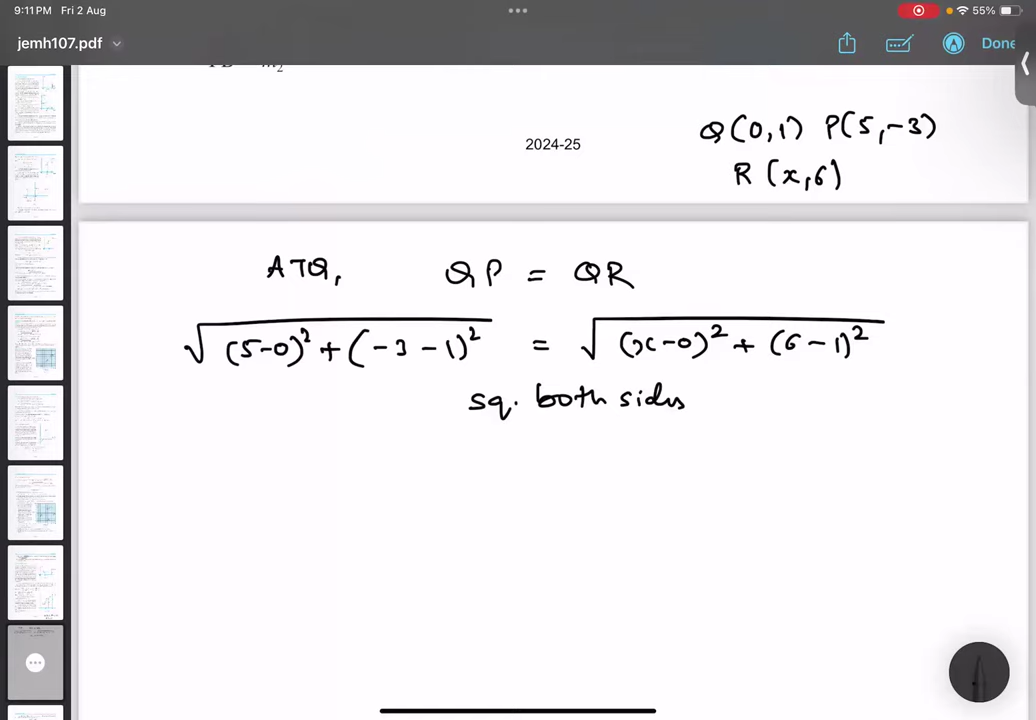 9:11 PM Fri 2 Aug
55%
jemh107.pdf
Done
2024-25
Q(0,1) P(5,-3)
R (x,6)
ATQ, QP = QR
√(5-0)²+(-3-1)² = √(x-0)²+(6-1)²
sq. both sides